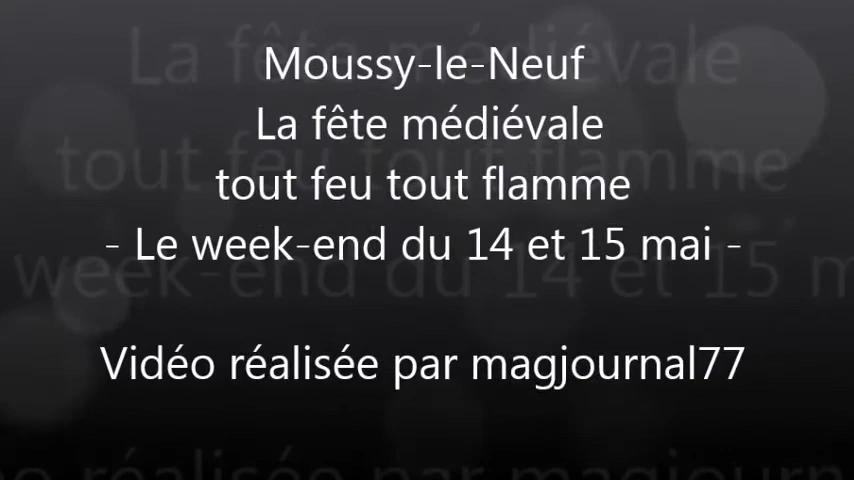 Moussy-le-Neuf
La fête médiévale
tout feu tout flamme
- Le week-end du 14 et 15 mai -
Vidéo réalisée par magjournal77